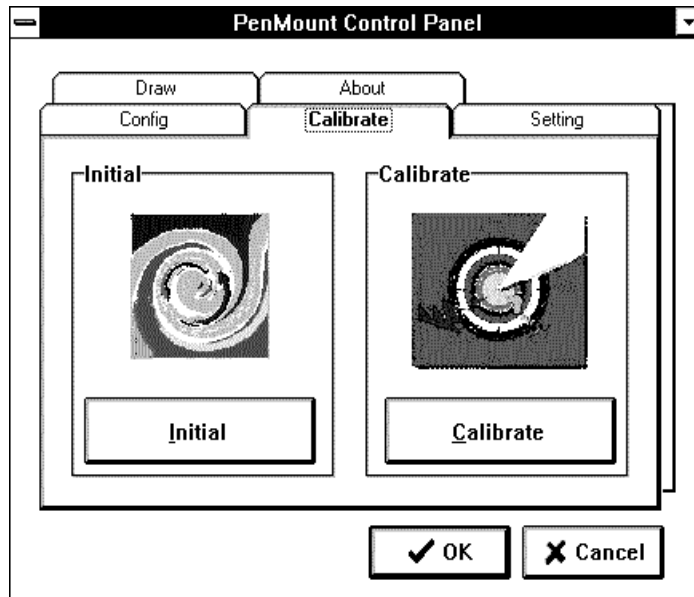 PenMount Control Panel
Draw About
Config Calibrate Setting
Initial Calibrate
Initial Calibrate
OK Cancel